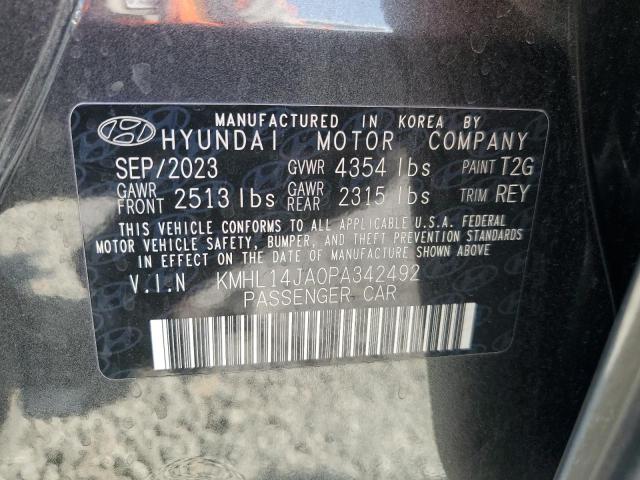 MANUFACTURED IN KOREA BY
HYUNDAI MOTOR COMPANY
SEP/2023 GVWR 4354 lbs PAINT T2G
GAWR FRONT 2513 lbs GAWR REAR 2315 lbs TRIM REY
THIS VEHICLE CONFORMS TO ALL APPLICABLE U.S.A. FEDERAL
MOTOR VEHICLE SAFETY, BUMPER, AND THEFT PREVENTION STANDARDS
IN EFFECT ON THE DATE OF MANUFACTURE SHOWN ABOVE
V.I.N KMHL14JA0PA342492
PASSENGER CAR